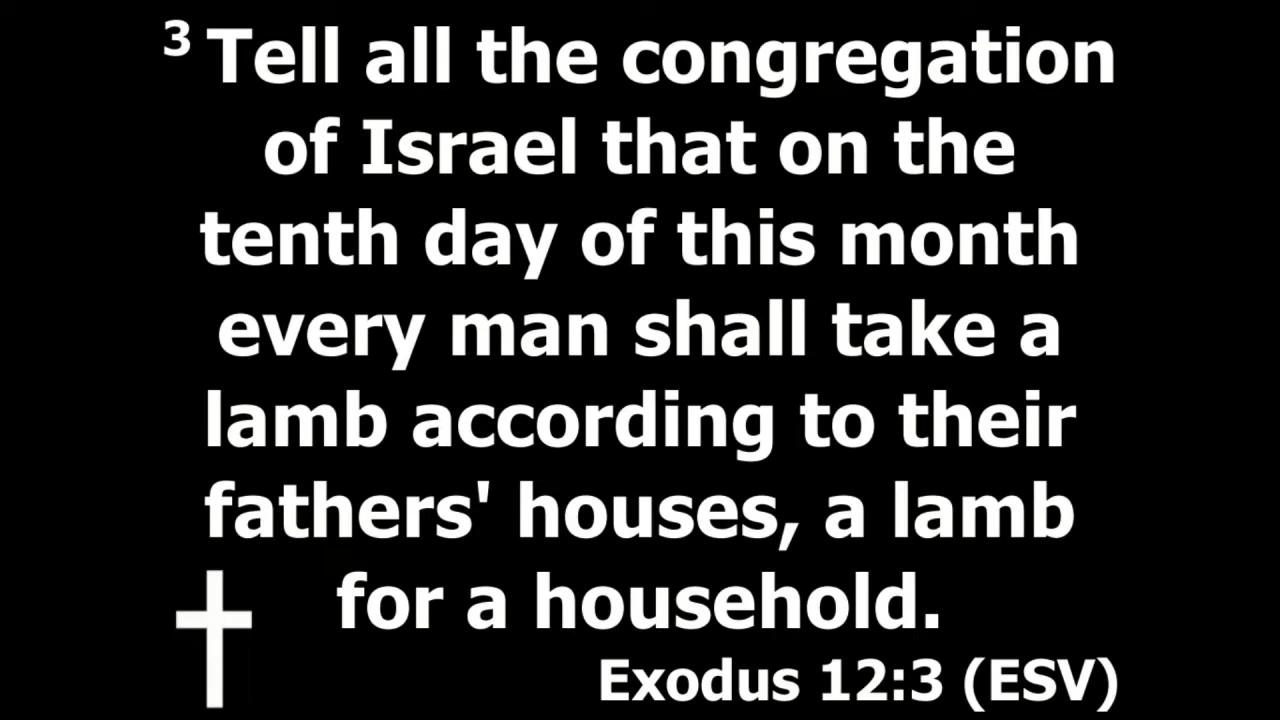 3 Tell all the congregation
of Israel that on the
tenth day of this month
every man shall take a
lamb according to their
fathers' houses, a lamb
for a household.
Exodus 12:3 (ESV)